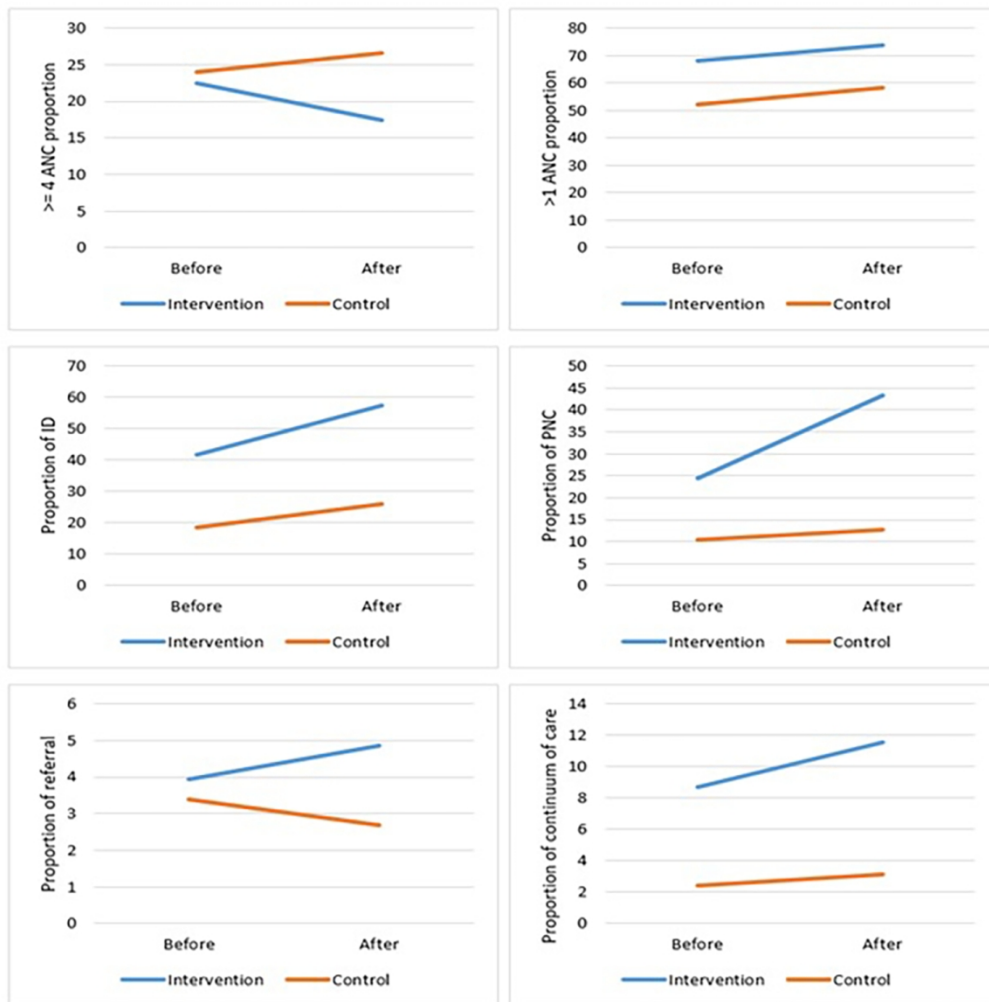 30
25
20
15
10
5
0
>= 4 ANC proportion
Before After
Intervention Control
80
70
60
50
40
30
20
10
0
>1 ANC proportion
Before After
Intervention Control
70
60
50
40
30
20
10
0
Proportion of ID
Before After
Intervention Control
50
45
40
35
30
25
20
15
10
5
0
Proportion of PNC
Before After
Intervention Control
6
5
4
3
2
1
0
Proportion of referral
Before After
Intervention Control
14
12
10
8
6
4
2
0
Proportion of continuum of care
Before After
Intervention Control